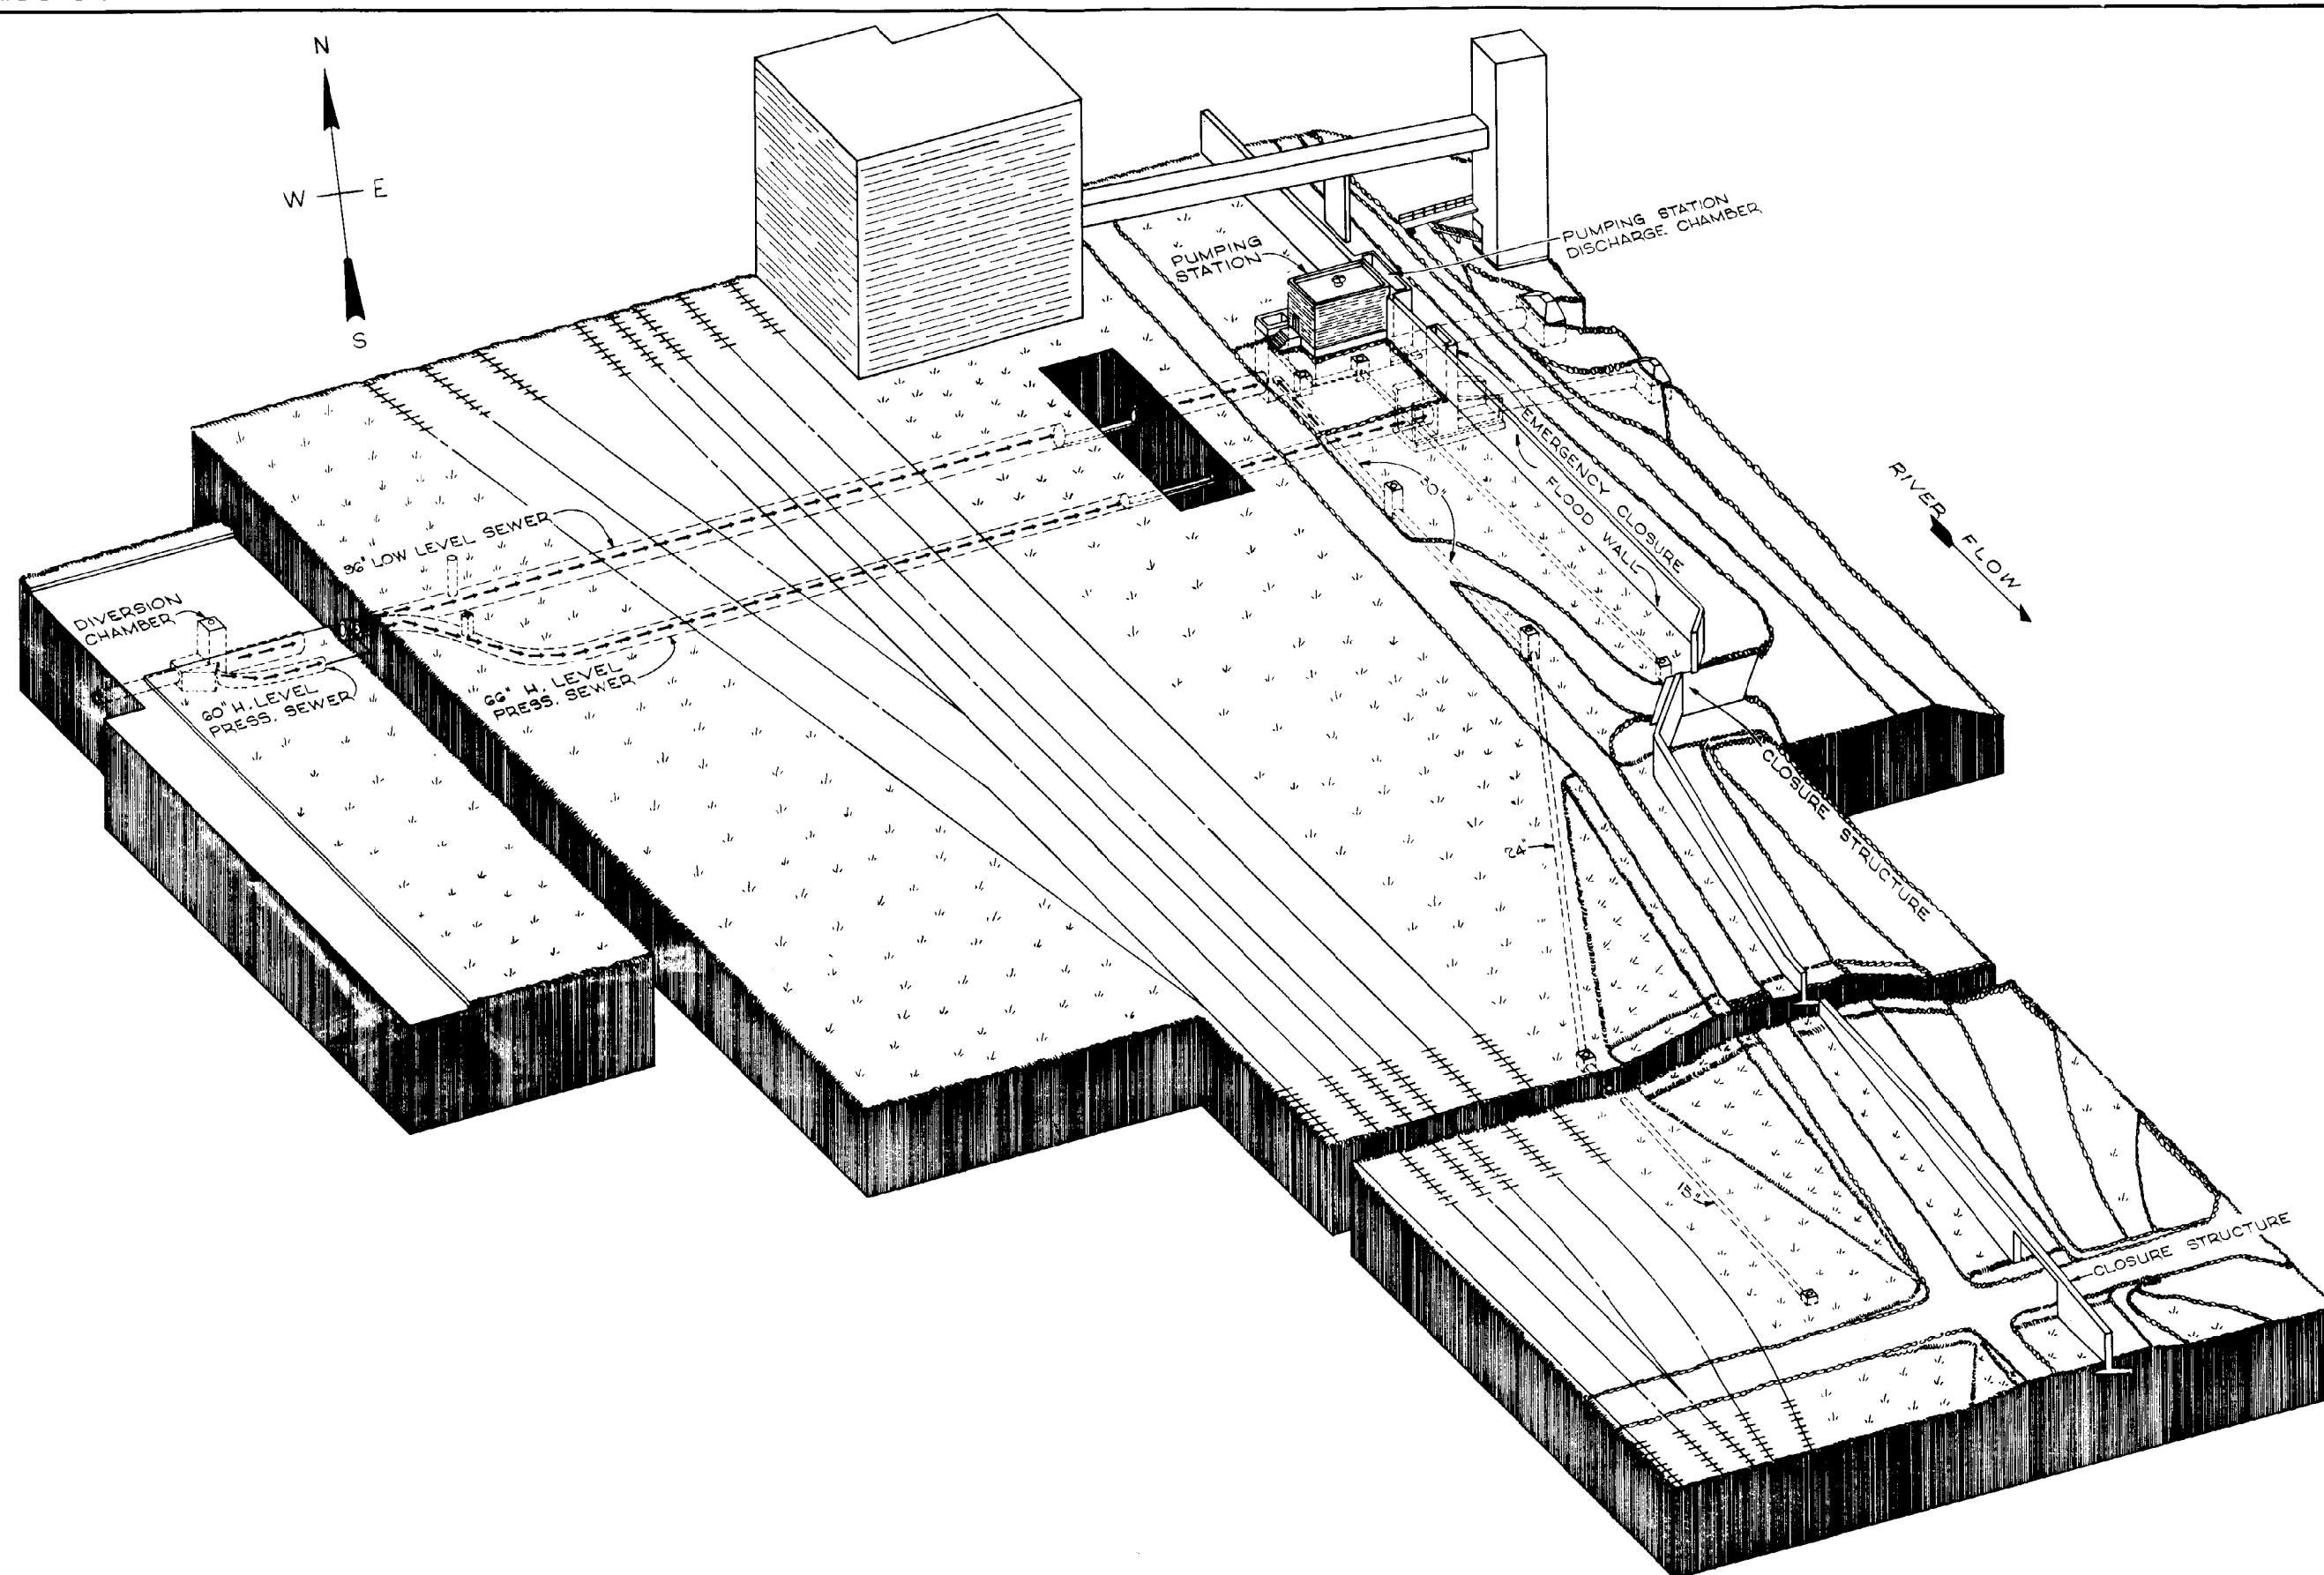 N
W E
S
PUMPING STATION
DISCHARGE CHAMBER
PUMPING
STATION
EMERGENCY CLOSURE
FLOOD WALL
RIVER FLOW
30"
96" LOW LEVEL SEWER
DIVERSION
CHAMBER
60" H. LEVEL
PRESS. SEWER
66" H. LEVEL
PRESS. SEWER
CLOSURE STRUCTURE
24"
15"
CLOSURE STRUCTURE